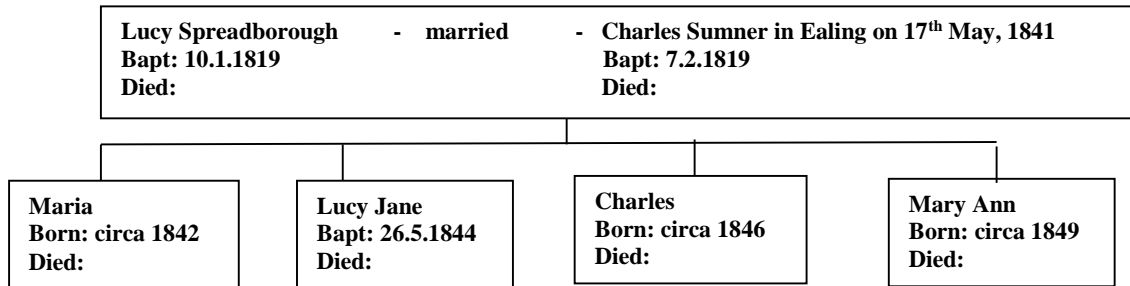 Lucy Spreadborough - married - Charles Sumner in Ealing on 17th May, 1841
Bapt: 10.1.1819 Bapt: 7.2.1819
Died: Died:
Maria
Born: circa 1842
Died:
Lucy Jane
Bapt: 26.5.1844
Died:
Charles
Born: circa 1846
Died:
Mary Ann
Born: circa 1849
Died: